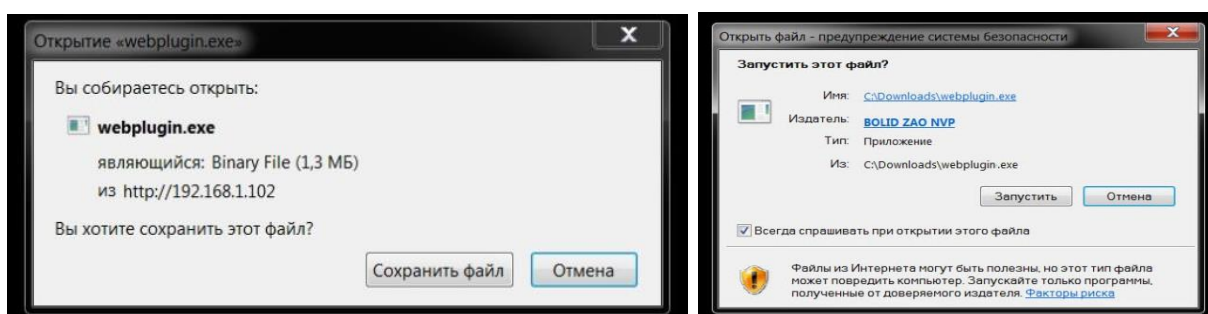 Открытие «webplugin.exe»
Вы собираетесь открыть:
webplugin.exe
являющийся: Binary File (1,3 МБ)
из http://192.168.1.102
Вы хотите сохранить этот файл?
Сохранить файл Отмена
Открыть файл - предупреждение системы безопасности
Запустить этот файл?
Имя: C:\Downloads\webplugin.exe
Издатель: BOLID ZAO NVP
Тип: Приложение
Из: C:\Downloads\webplugin.exe
Запустить Отмена
Всегда спрашивать при открытии этого файла
Файлы из Интернета могут быть полезны, но этот тип файла
может повредить компьютер. Запускайте только программы,
полученные от доверяемого издателя. Факторы риска